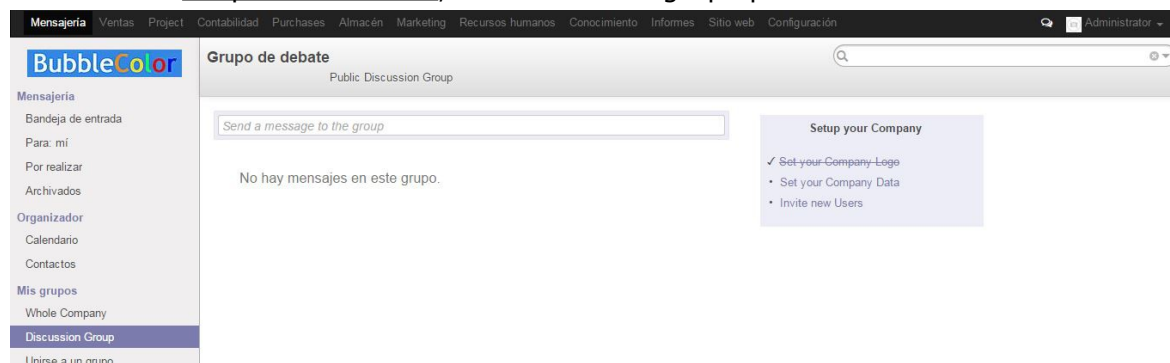 Mensajería Ventas Project Contabilidad Purchases Almacén Marketing Recursos humanos Conocimiento Informes Sitio web Configuración Administrator
BubbleColor
Grupo de debate
Public Discussion Group
Mensajería
Bandeja de entrada
Para: mí
Por realizar
Archivados
Organizador
Calendario
Contactos
Mis grupos
Whole Company
Discussion Group
Unirse a un grupo
Send a message to the group
No hay mensajes en este grupo.
Setup your Company
✓ Set your Company Logo
• Set your Company Data
• Invite new Users